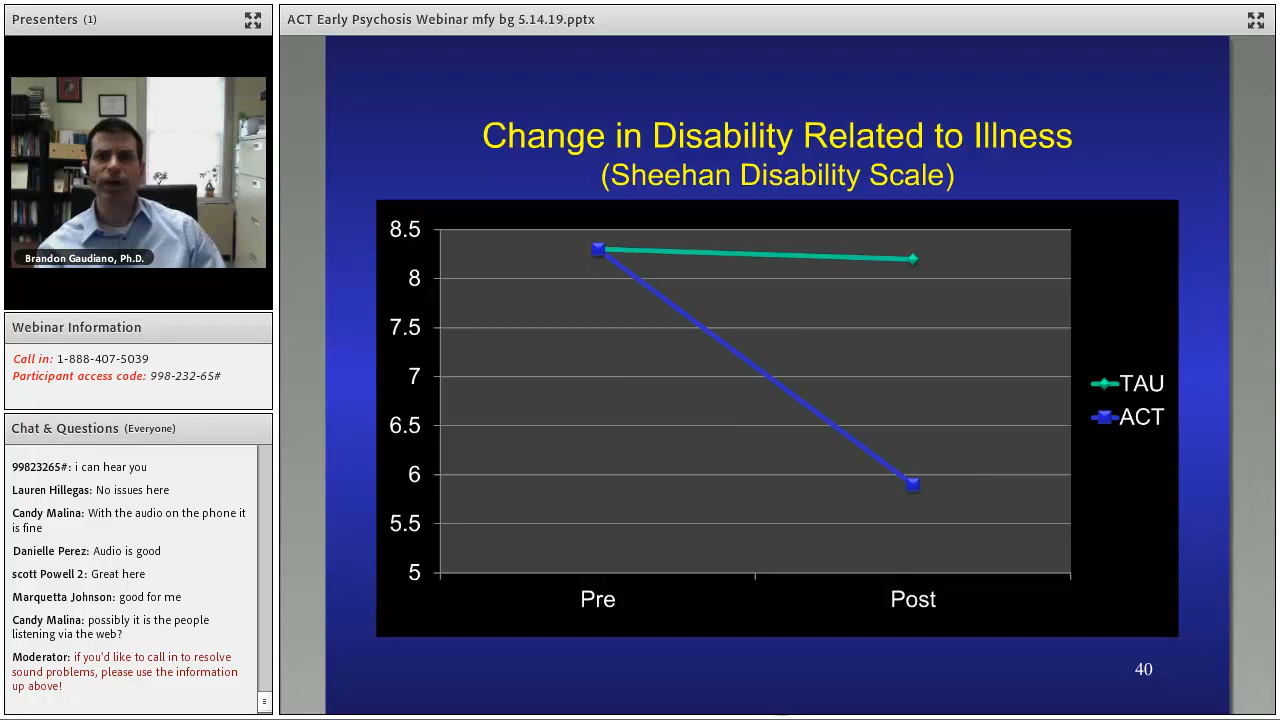 Presenters (1)
Brandon Gaudiano, Ph.D.
Webinar Information
Call in: 1-888-407-5039
Participant access code: 998-232-65#
Chat & Questions (Everyone)
99823265#: i can hear you
Lauren Hillegas: No issues here
Candy Malina: With the audio on the phone it
is fine
Danielle Perez: Audio is good
scott Powell 2: Great here
Marquetta Johnson: good for me
Candy Malina: possibly it is the people
listening via the web?
Moderator: if you'd like to call in to resolve
sound problems, please use the information
up above!
ACT Early Psychosis Webinar mfy bg 5.14.19.pptx
Change in Disability Related to Illness
(Sheehan Disability Scale)
8.5
8
7.5
7
6.5
6
5.5
5
Pre Post
TAU
ACT
40